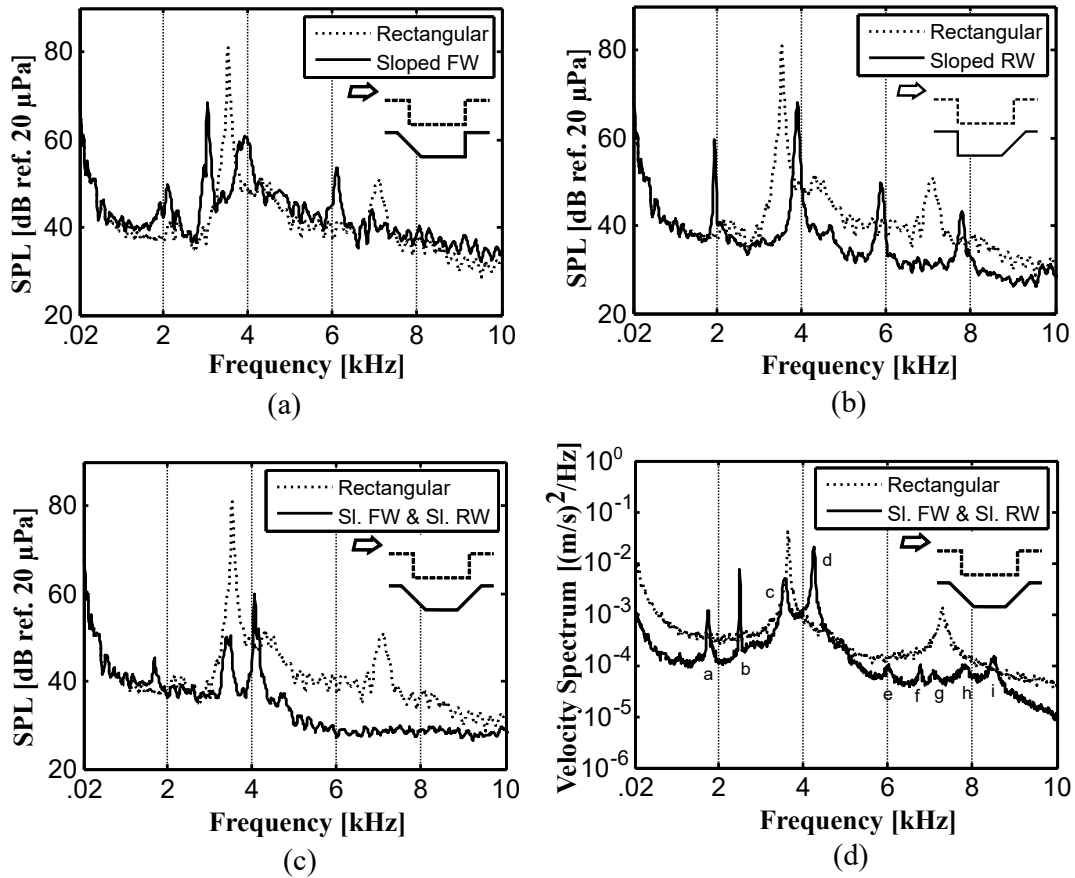 Rectangular
Sloped FW
SPL [dB ref. 20 µPa]
80
60
40
20
.02 2 4 6 8 10
Frequency [kHz]
(a)
Rectangular
Sloped RW
SPL [dB ref. 20 µPa]
80
60
40
20
.02 2 4 6 8 10
Frequency [kHz]
(b)
Rectangular
Sl. FW & Sl. RW
SPL [dB ref. 20 µPa]
80
60
40
20
.02 2 4 6 8 10
Frequency [kHz]
(c)
Rectangular
Sl. FW & Sl. RW
Velocity Spectrum [(m/s)²/Hz]
10⁰
10⁻¹
10⁻²
10⁻³
10⁻⁴
10⁻⁵
10⁻⁶
a
b
c
d
e
f
g
h
i
.02 2 4 6 8 10
Frequency [kHz]
(d)